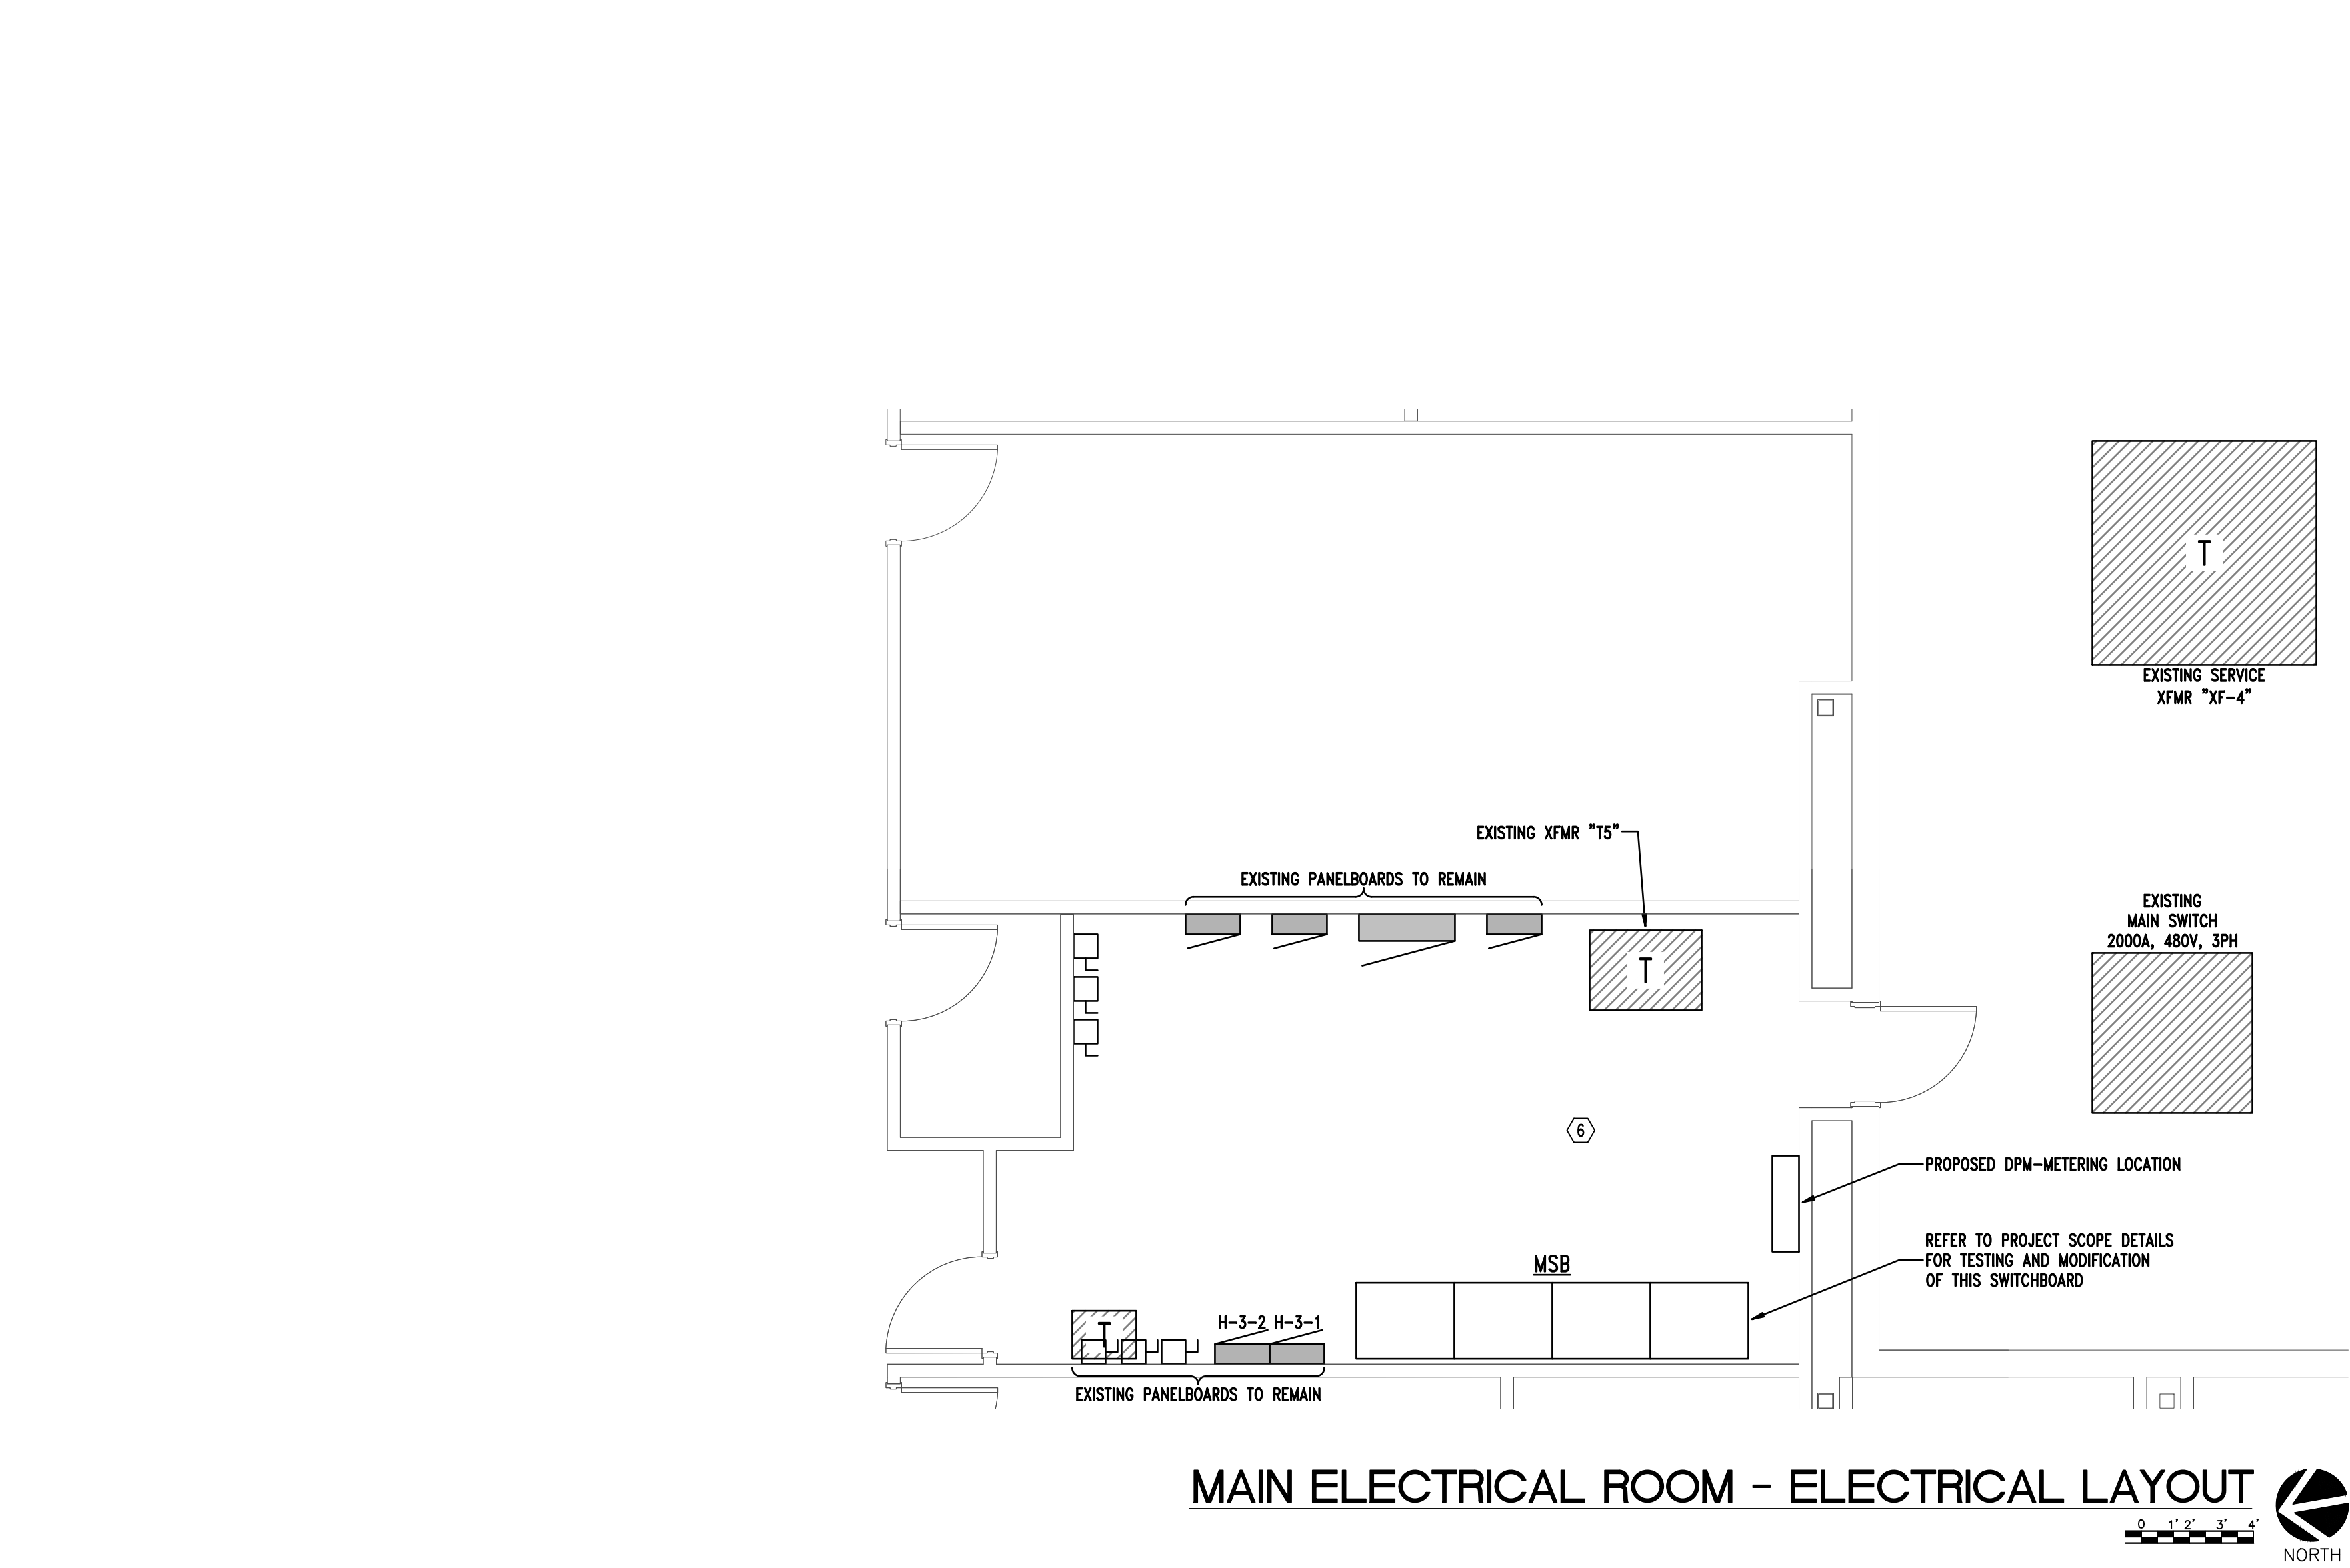 T
EXISTING SERVICE
XFMR "XF-4"
EXISTING XFMR "T5"
EXISTING PANELBOARDS TO REMAIN
T
EXISTING
MAIN SWITCH
2000A, 480V, 3PH
6
PROPOSED DPM-METERING LOCATION
REFER TO PROJECT SCOPE DETAILS
FOR TESTING AND MODIFICATION
OF THIS SWITCHBOARD
MSB
T
H-3-2 H-3-1
EXISTING PANELBOARDS TO REMAIN
MAIN ELECTRICAL ROOM - ELECTRICAL LAYOUT
0 1' 2' 3' 4'
NORTH